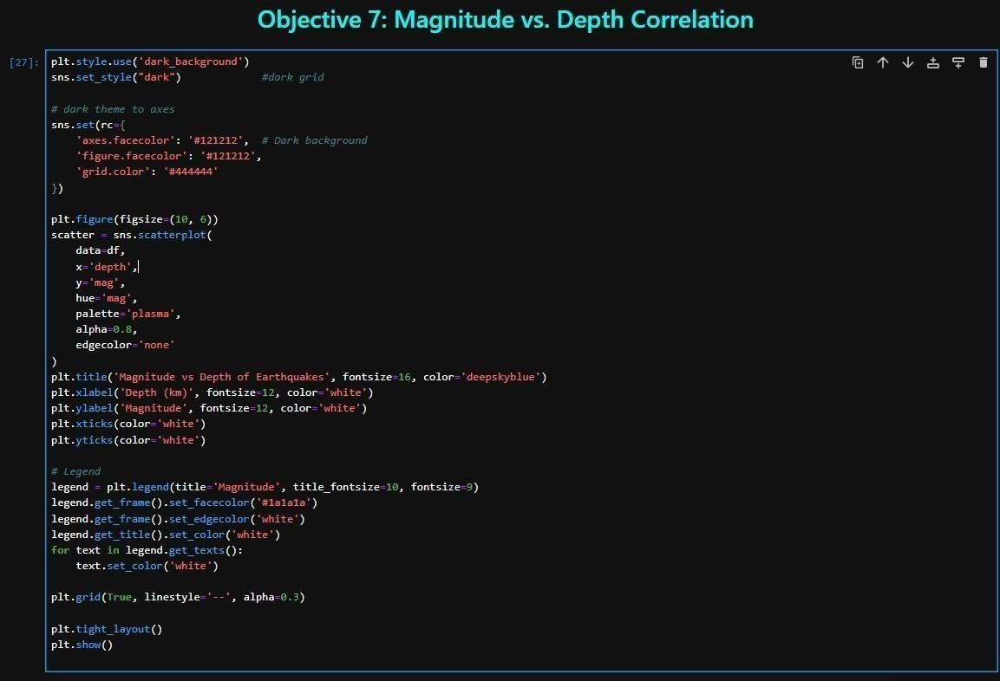 Objective 7: Magnitude vs. Depth Correlation
[27]:
plt.style.use('dark_background')
sns.set_style("dark")             #dark grid

# dark theme to axes
sns.set(rc={
    'axes.facecolor': '#121212',  # Dark background
    'figure.facecolor': '#121212',
    'grid.color': '#444444'
})

plt.figure(figsize=(10, 6))
scatter = sns.scatterplot(
    data=df,
    x='depth',
    y='mag',
    hue='mag',
    palette='plasma',
    alpha=0.8,
    edgecolor='none'
)
plt.title('Magnitude vs Depth of Earthquakes', fontsize=16, color='deepskyblue')
plt.xlabel('Depth (km)', fontsize=12, color='white')
plt.ylabel('Magnitude', fontsize=12, color='white')
plt.xticks(color='white')
plt.yticks(color='white')

# Legend
legend = plt.legend(title='Magnitude', title_fontsize=10, fontsize=9)
legend.get_frame().set_facecolor('#1a1a1a')
legend.get_frame().set_edgecolor('white')
legend.get_title().set_color('white')
for text in legend.get_texts():
    text.set_color('white')

plt.grid(True, linestyle='--', alpha=0.3)

plt.tight_layout()
plt.show()